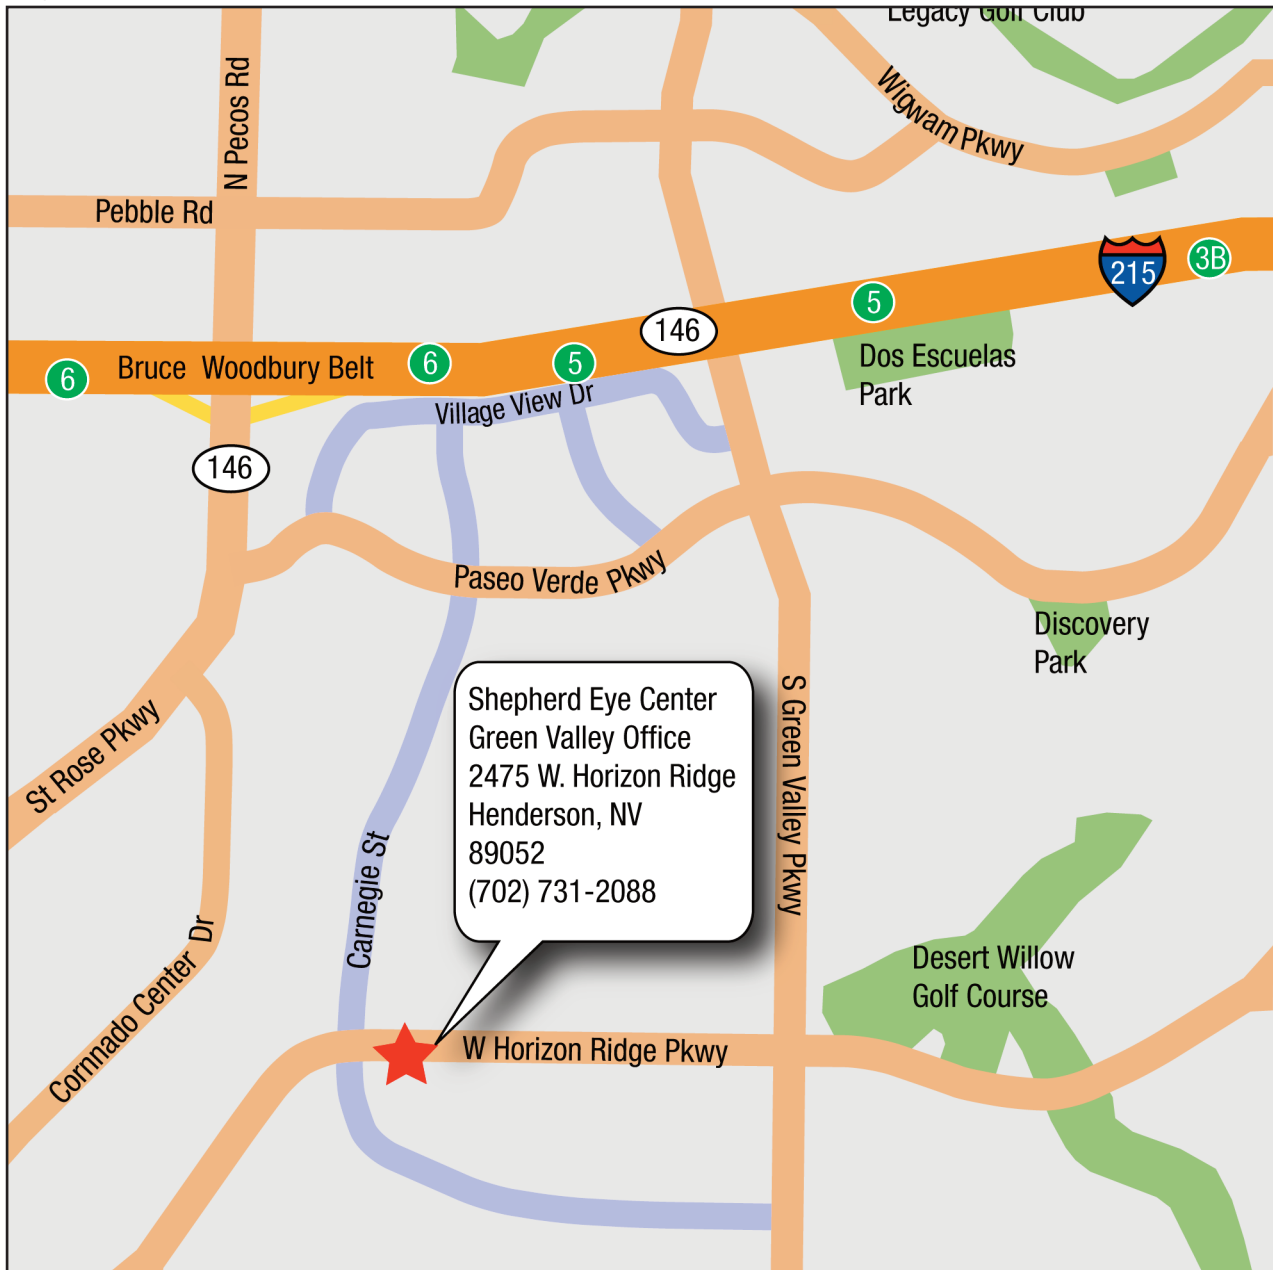 Legacy Golf Club
N Pecos Rd
Wigwam Pkwy
Pebble Rd
215
3B
5
146
Bruce Woodbury Belt
6
6
5
Dos Escuelas
Park
Village View Dr
146
Paseo Verde Pkwy
Discovery
Park
St Rose Pkwy
Shepherd Eye Center
Green Valley Office
2475 W. Horizon Ridge
Henderson, NV
89052
(702) 731-2088
S Green Valley Pkwy
Carnegie St
Cornnado Center Dr
Desert Willow
Golf Course
W Horizon Ridge Pkwy